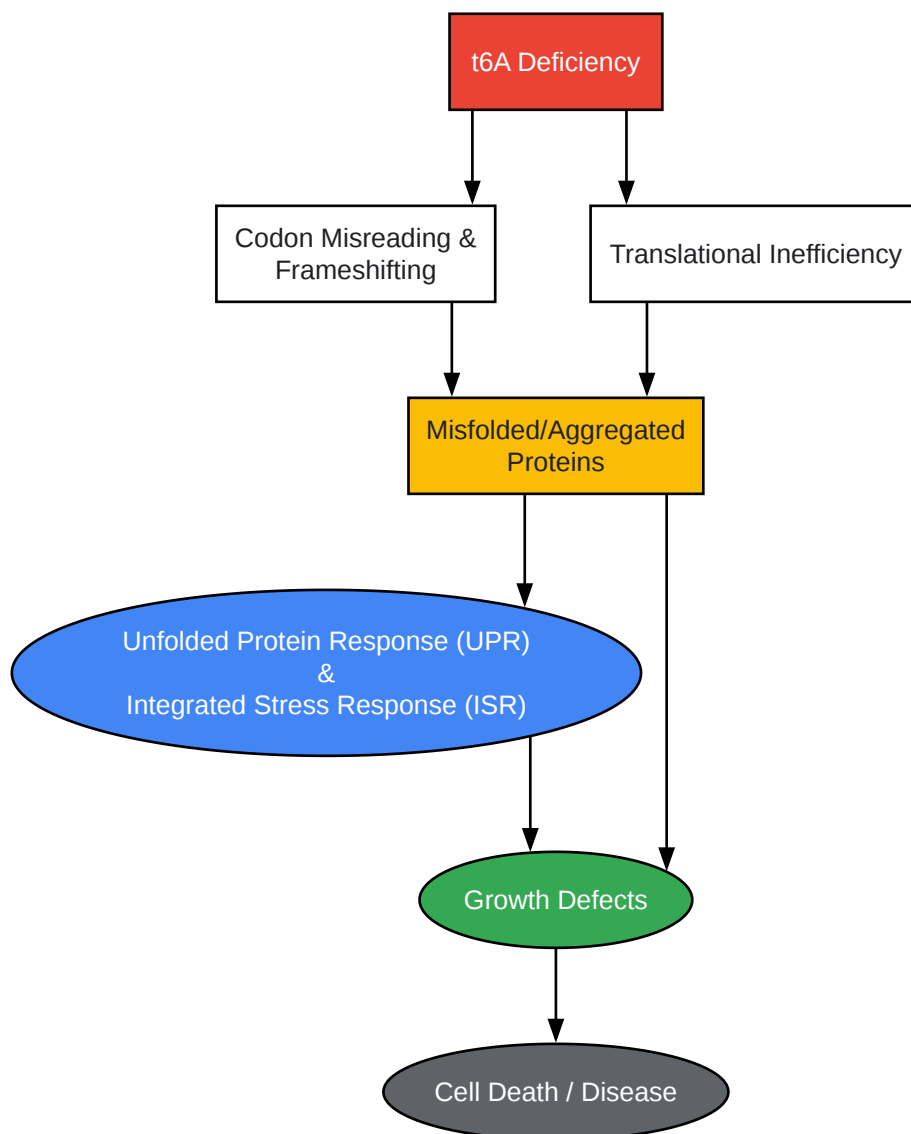 t6A Deficiency
Codon Misreading &
Frameshifting
Translational Inefficiency
Misfolded/Aggregated
Proteins
Unfolded Protein Response (UPR)
&
Integrated Stress Response (ISR)
Growth Defects
Cell Death / Disease